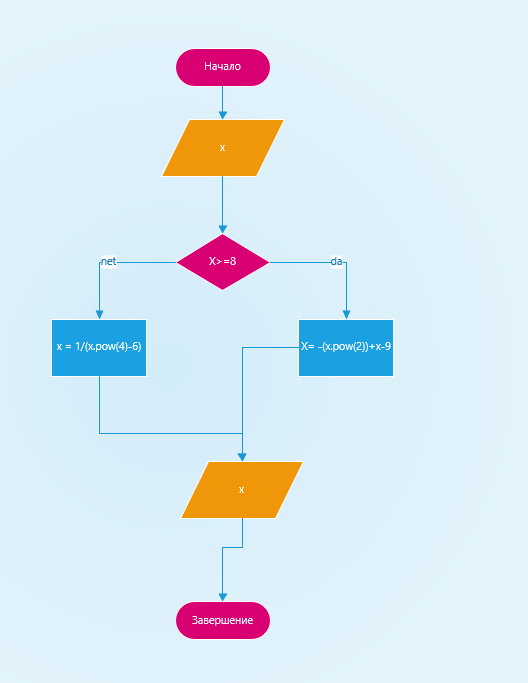 Начало
x
X>=8
net
da
x = 1/(x.pow(4)-6)
X= -(x.pow(2))+x-9
x
Завершение